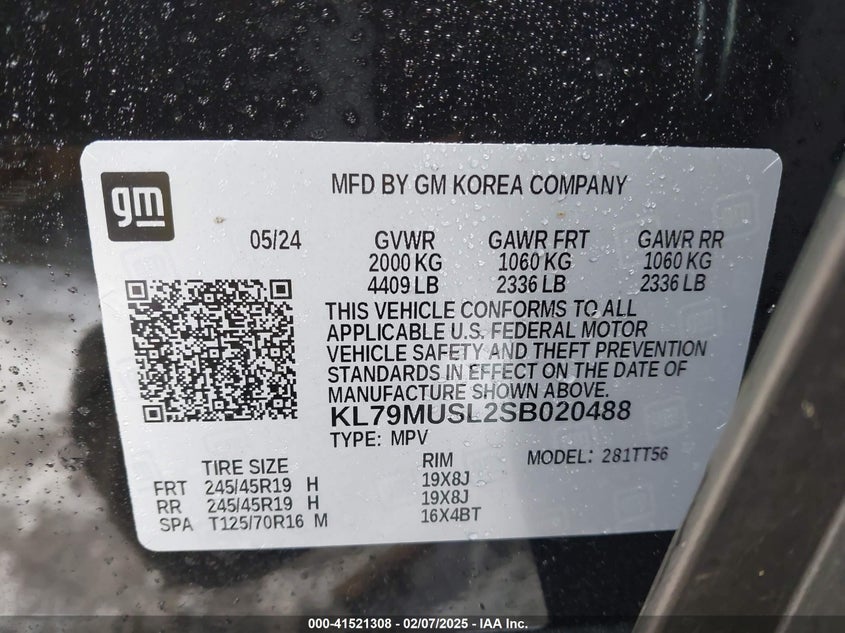 gm
MFD BY GM KOREA COMPANY
05/24 GVWR GAWR FRT GAWR RR
2000 KG 1060 KG 1060 KG
4409 LB 2336 LB 2336 LB
THIS VEHICLE CONFORMS TO ALL
APPLICABLE U.S. FEDERAL MOTOR
VEHICLE SAFETY AND THEFT PREVENTION
STANDARDS IN EFFECT ON THE DATE OF
MANUFACTURE SHOWN ABOVE.
KL79MUSL2SB020488
TYPE: MPV MODEL: 281TT56
TIRE SIZE RIM
FRT 245/45R19 H 19X8J
RR 245/45R19 H 19X8J
SPA T125/70R16 M 16X4BT
000-41521308 - 02/07/2025 - IAA Inc.